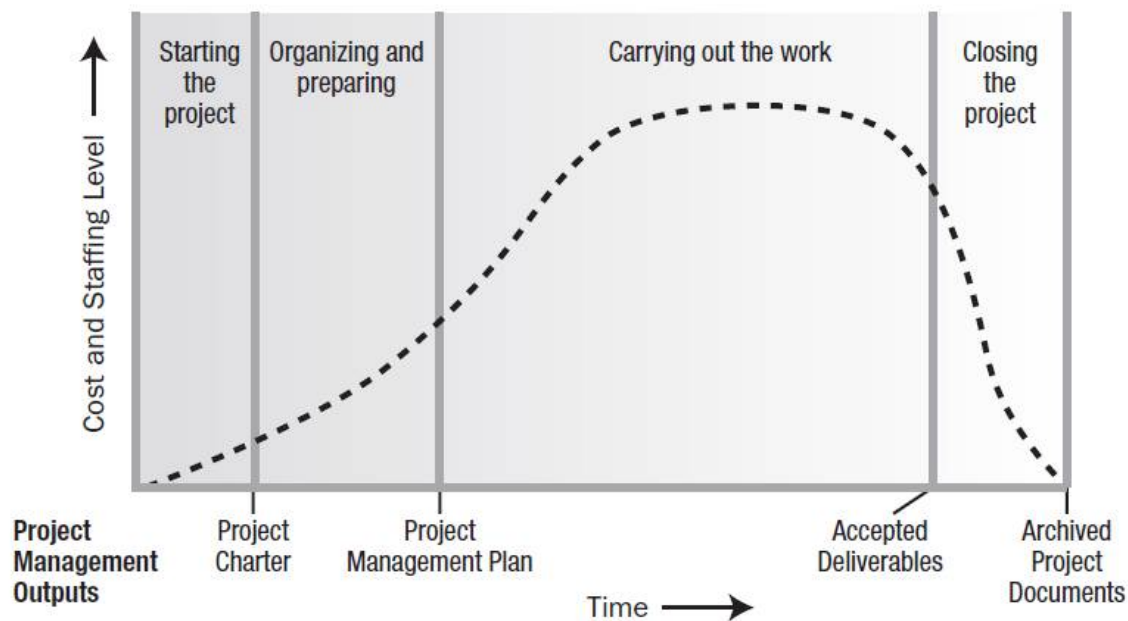 Starting
the
project
Organizing and
preparing
Carrying out the work
Closing
the
project
Cost and Staffing Level
Project
Management
Outputs
Project
Charter
Project
Management Plan
Accepted
Deliverables
Archived
Project
Documents
Time